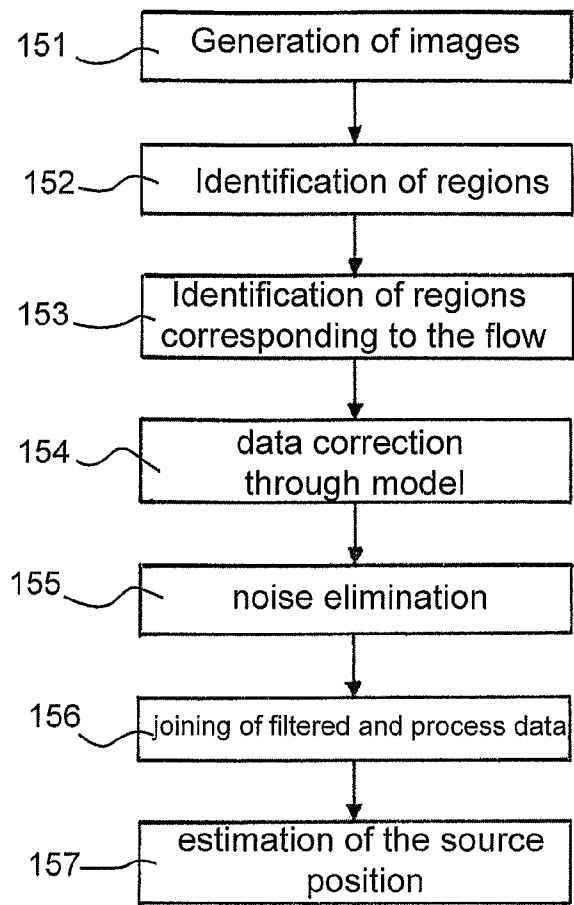 151
Generation of images
152
Identification of regions
153
Identification of regions
corresponding to the flow
154
data correction
through model
155
noise elimination
156
joining of filtered and process data
157
estimation of the source
position